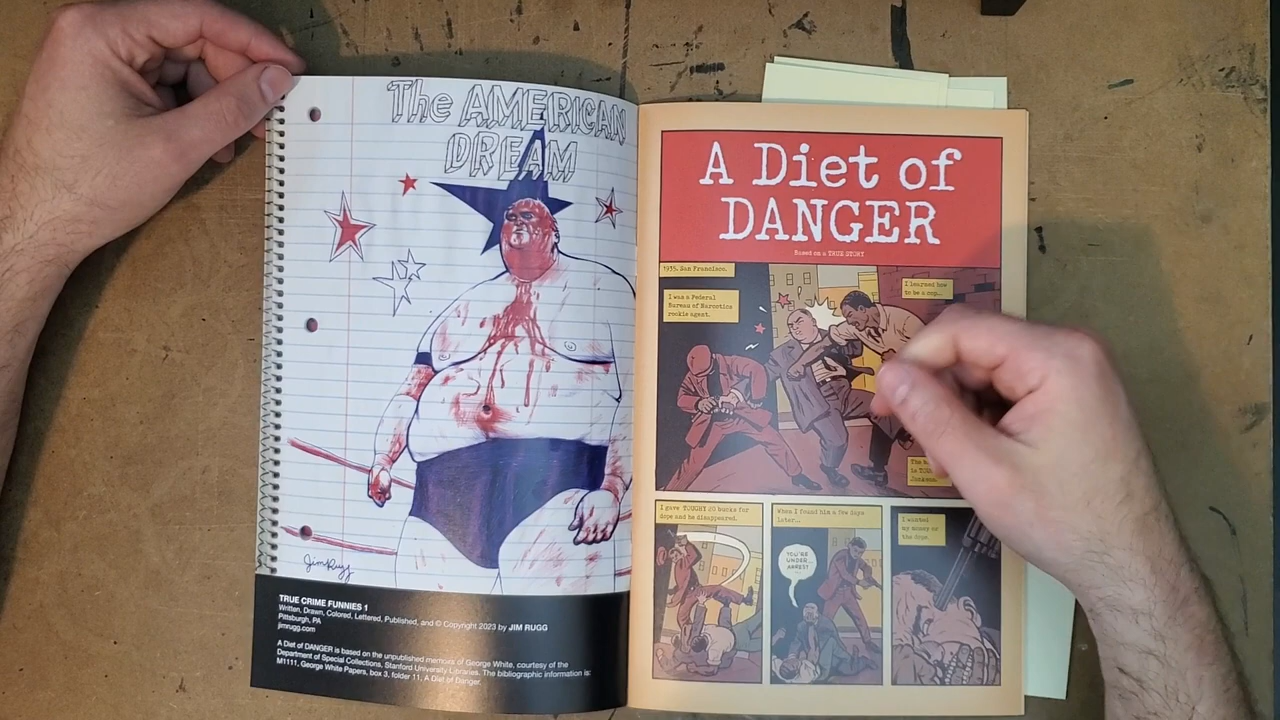 The AMERICAN
DREAM
Jim Rugg
TRUE CRIME FUNNIES 1
Written, Drawn, Colored, Lettered, Published, and © Copyright 2023 by JIM RUGG
Pittsburgh, PA
jimrugg.com
A Diet of DANGER is based on the unpublished memoirs of George White, courtesy of the
Department of Special Collections, Stanford University Libraries. The bibliographic information is:
M1111, George White Papers, box 3, folder 11, A Diet of Danger.
A Diet of
DANGER
Based on a TRUE STORY
1935. San Francisco.
I was a Federal
Bureau of Narcotics
rookie agent.
I learned how
to be a cop...
The
is
I gave TOUGHY 20 bucks for
dope and he disappeared.
When I found him a few days
later...
YOU'RE
UNDER...
ARREST
I wanted
my money or
the dope.